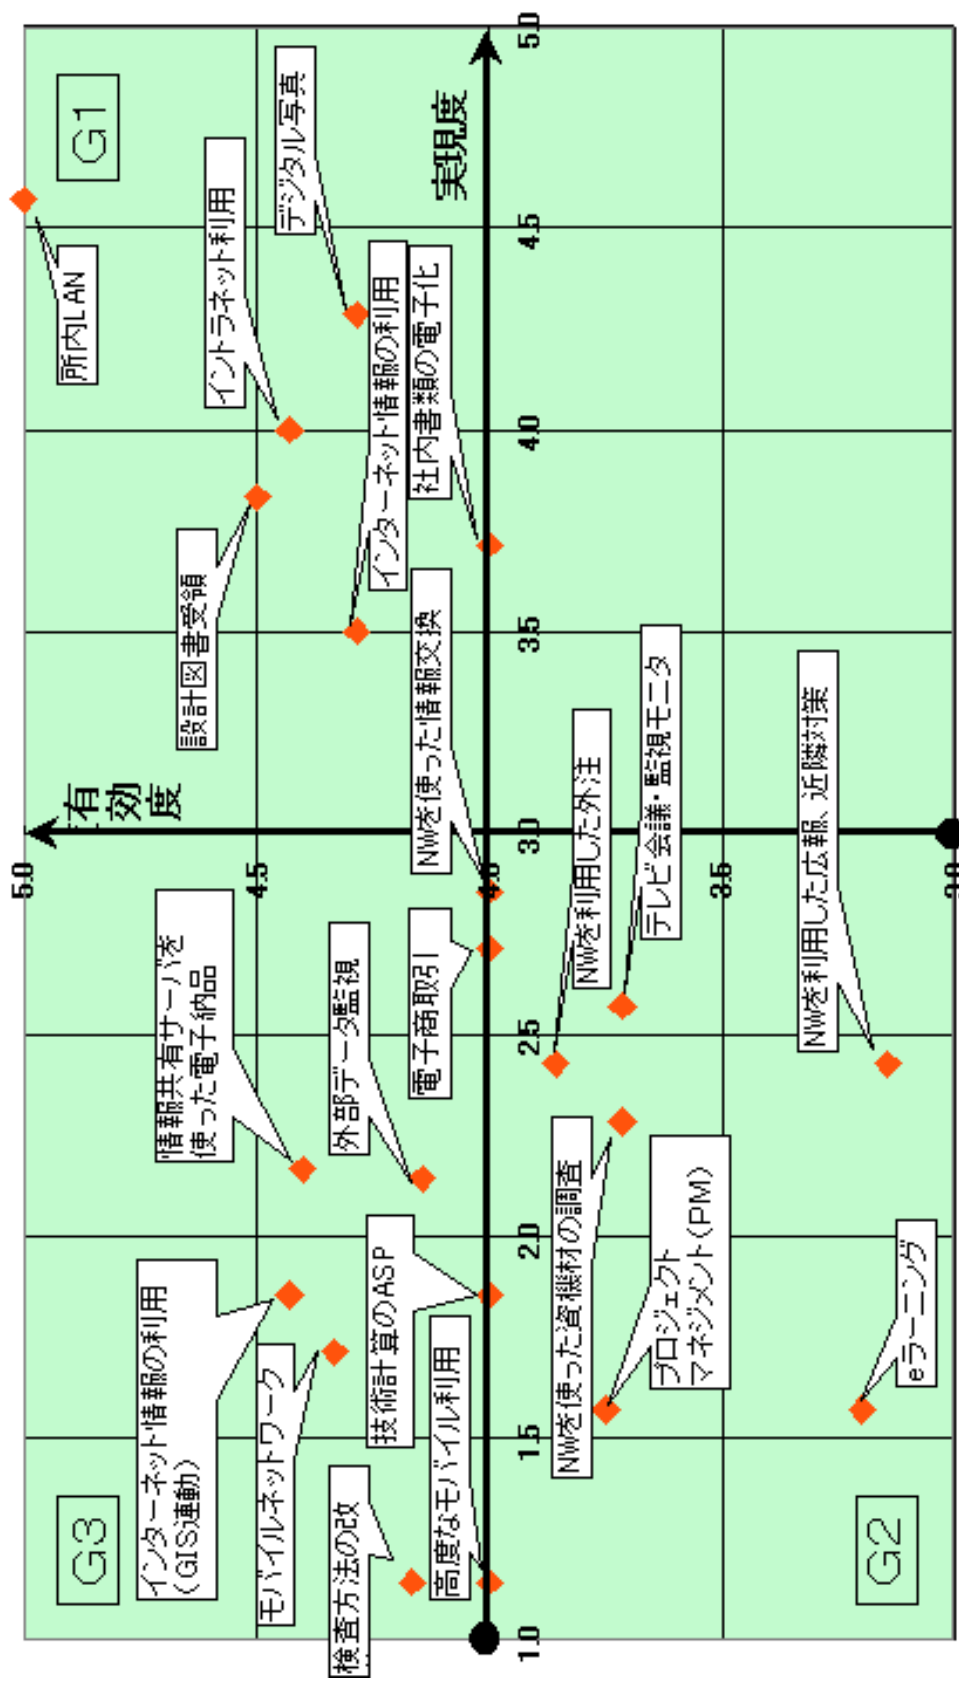 G3
G1
G2
有効度
実現度
5.0
4.5
4.0
3.5
3.0
1.0
1.5
2.0
2.5
3.0
3.5
4.0
4.5
5.0
所内LAN
イントラネット利用
デジタル写真
設計図書受領
インターネット情報の利用
社内書類の電子化
NWを使った情報交換
情報共有サーバを
使った電子納品
外部データ監視
電子商取引
インターネット情報の利用
(GIS連動)
モバイルネットワーク
技術計算のASP
検査方法の改
高度なモバイル利用
NWを利用した外注
テレビ会議・監視モニタ
NWを利用した広報、近隣対策
NWを使った資機材の調査
プロジェクト
マネジメント(PM)
eラーニング